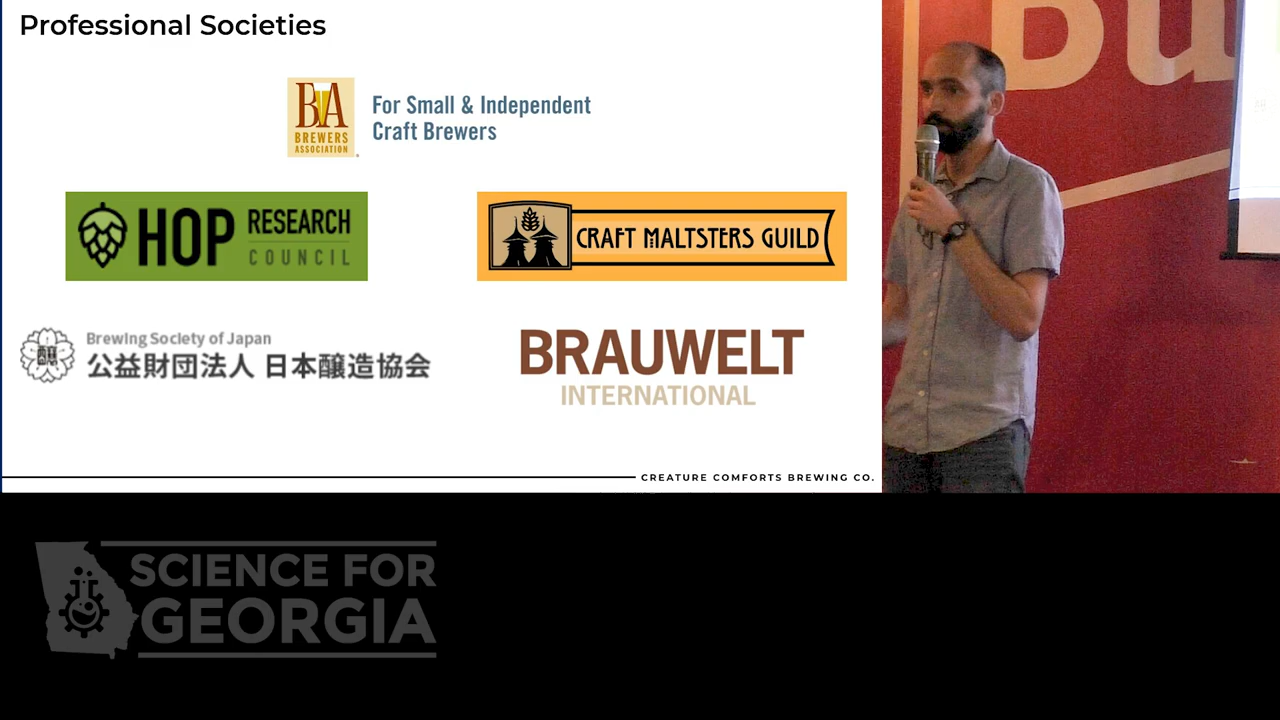 Professional Societies
BA
BREWERS
ASSOCIATION
For Small & Independent
Craft Brewers
HOP RESEARCH
COUNCIL
CRAFT MALTSTERS GUILD
Brewing Society of Japan
公益財団法人 日本醸造協会
BRAUWELT
INTERNATIONAL
CREATURE COMFORTS BREWING CO.
Bu
SCIENCE FOR
GEORGIA